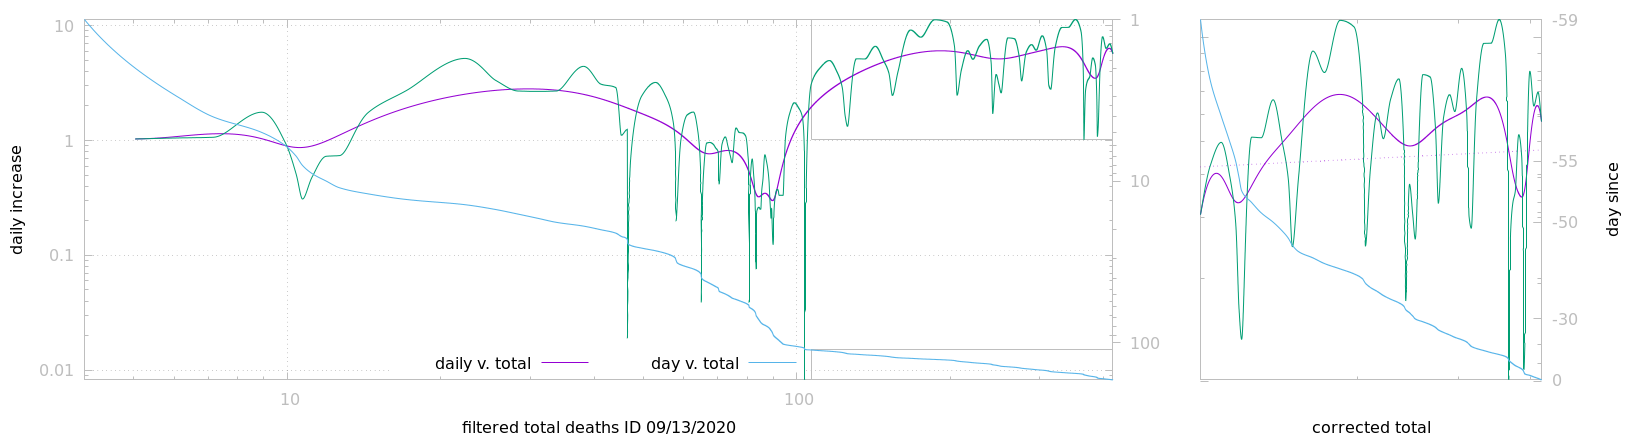 10
1
0.1
0.01
daily increase
10
100
filtered total deaths ID 09/13/2020
daily v. total
day v. total
1
10
100
-59
-55
-50
-30
0
day since
corrected total